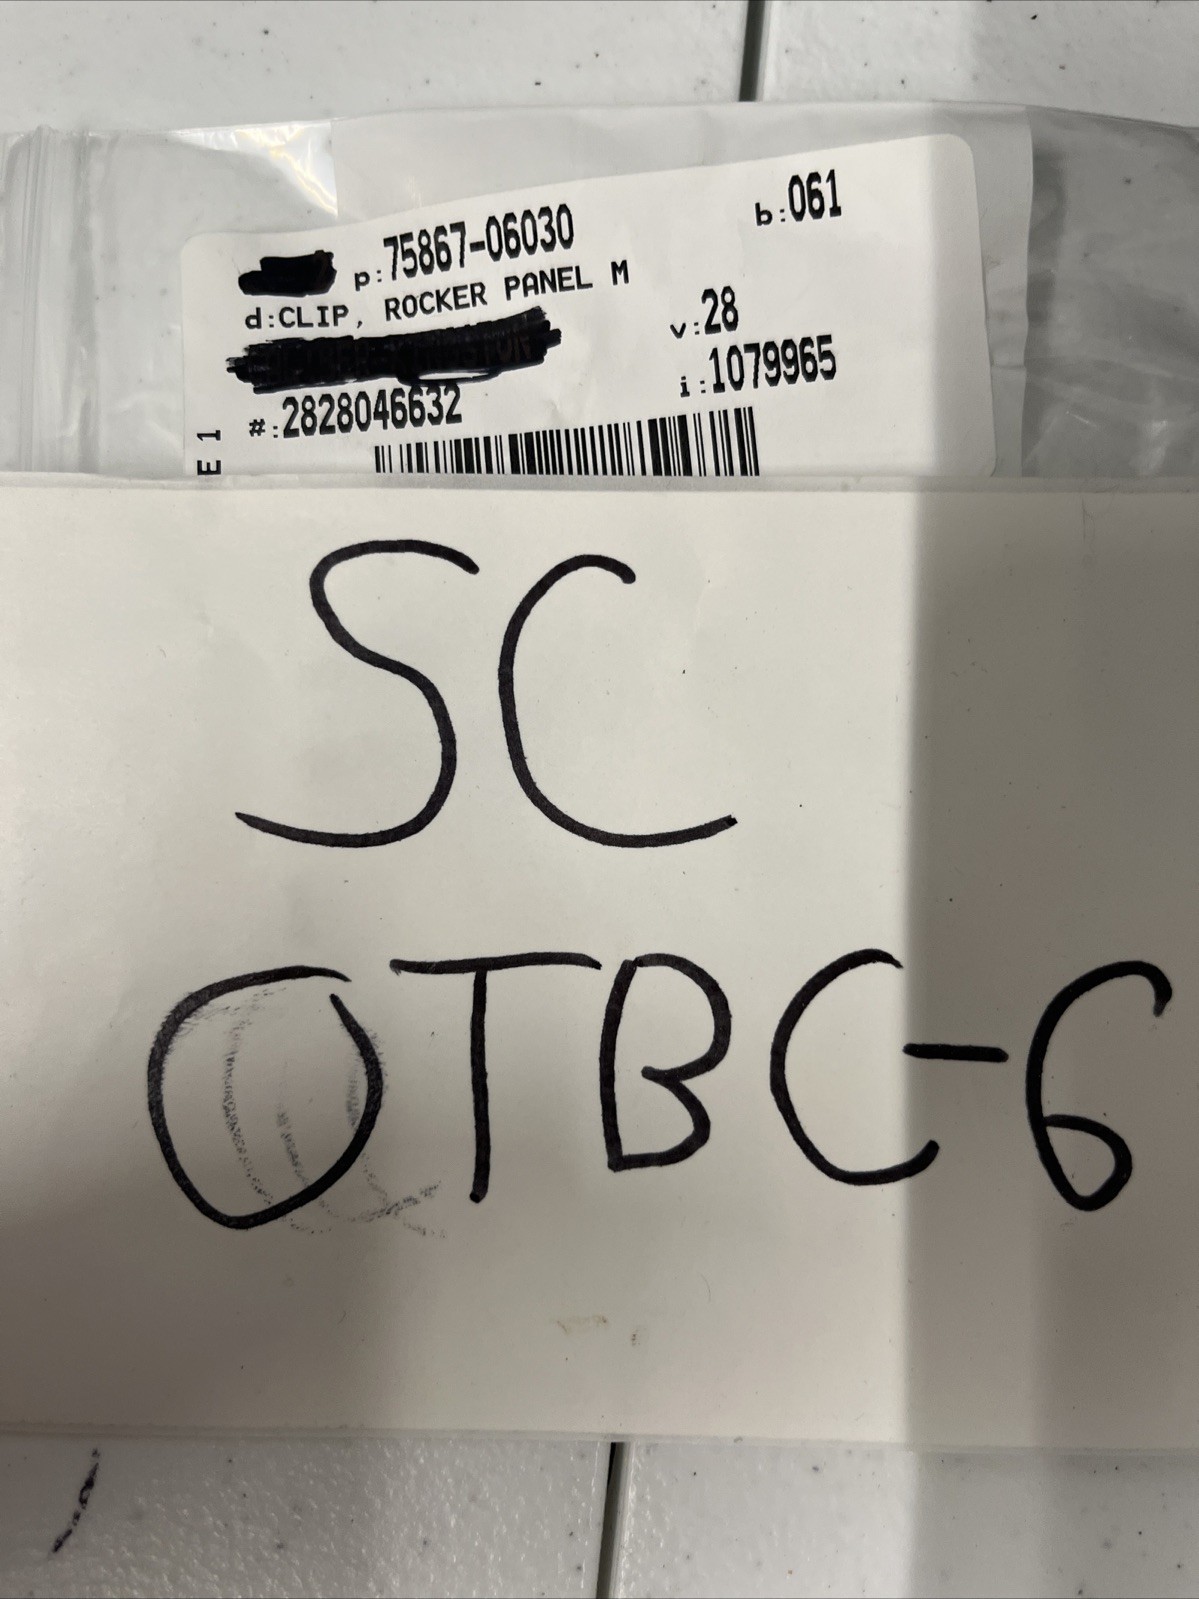 p:75867-06030 b:061
d:CLIP, ROCKER PANEL M
v:28
#:2828046632 i:1079965
E 1
SC
OTBC-6